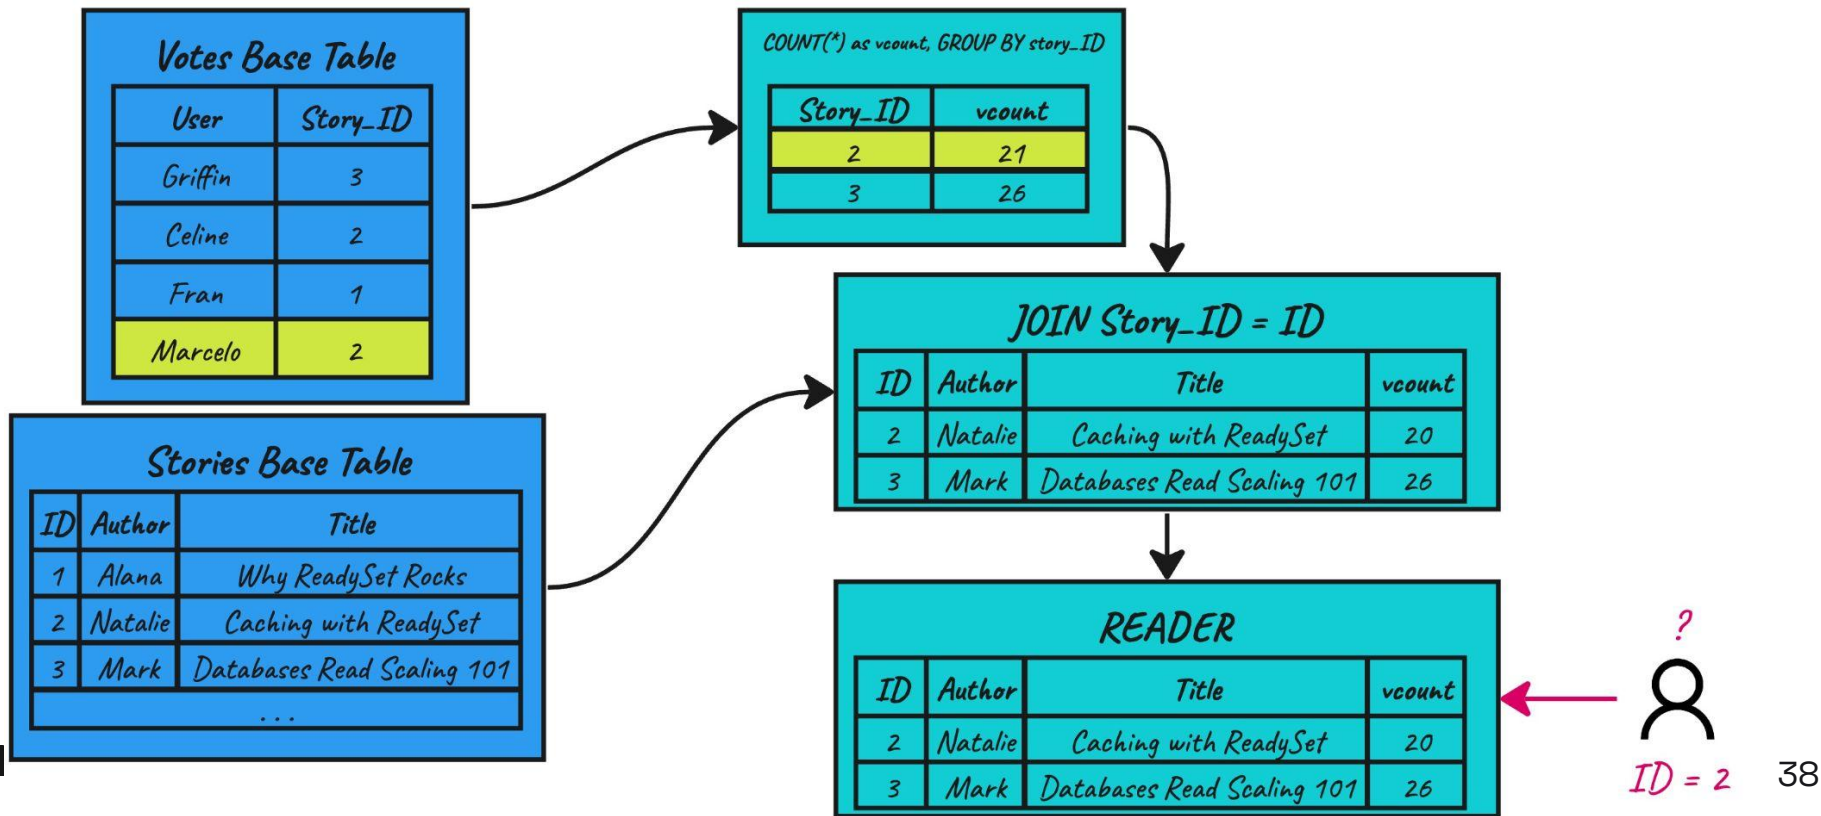 Votes Base Table
User Story_ID
Griffin 3
Celine 2
Fran 1
Marcelo 2
Stories Base Table
ID Author Title
1 Alana Why ReadySet Rocks
2 Natalie Caching with ReadySet
3 Mark Databases Read Scaling 101
...
COUNT(*) as vcount, GROUP BY story_ID
Story_ID vcount
2 21
3 26
JOIN Story_ID = ID
ID Author Title vcount
2 Natalie Caching with ReadySet 20
3 Mark Databases Read Scaling 101 26
READER
ID Author Title vcount
2 Natalie Caching with ReadySet 20
3 Mark Databases Read Scaling 101 26
?
ID = 2
38